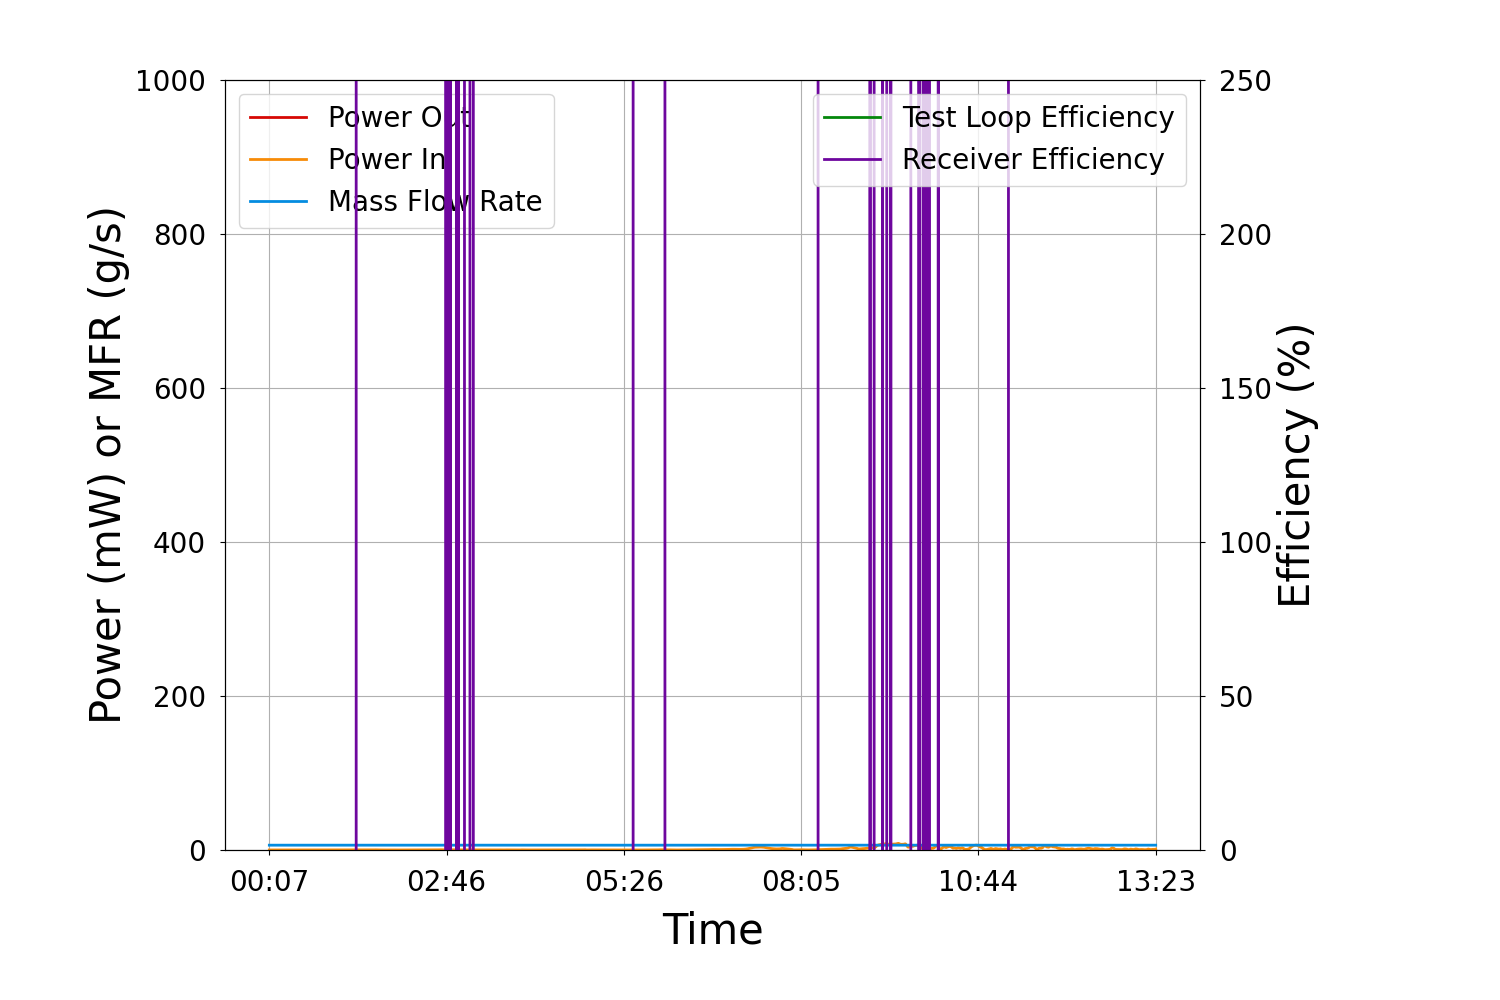 1000
800
600
400
200
0
250
200
150
100
50
0
Power Out
Power In
Mass Flow Rate
Test Loop Efficiency
Receiver Efficiency
Power (mW) or MFR (g/s)
Efficiency (%)
00:07 02:46 05:26 08:05 10:44 13:23
Time